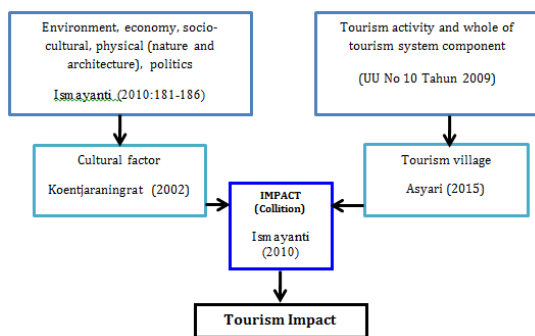 Environment, economy, socio-
cultural, physical (nature and
architecture), politics
Ismayanti (2010:181-186)
Tourism activity and whole of
tourism system component
(UU No 10 Tahun 2009)
Cultural factor
Koentjaraningrat (2002)
Tourism village
Asyari (2015)
IMPACT
(Collition)
Ismayanti
(2010)
Tourism Impact